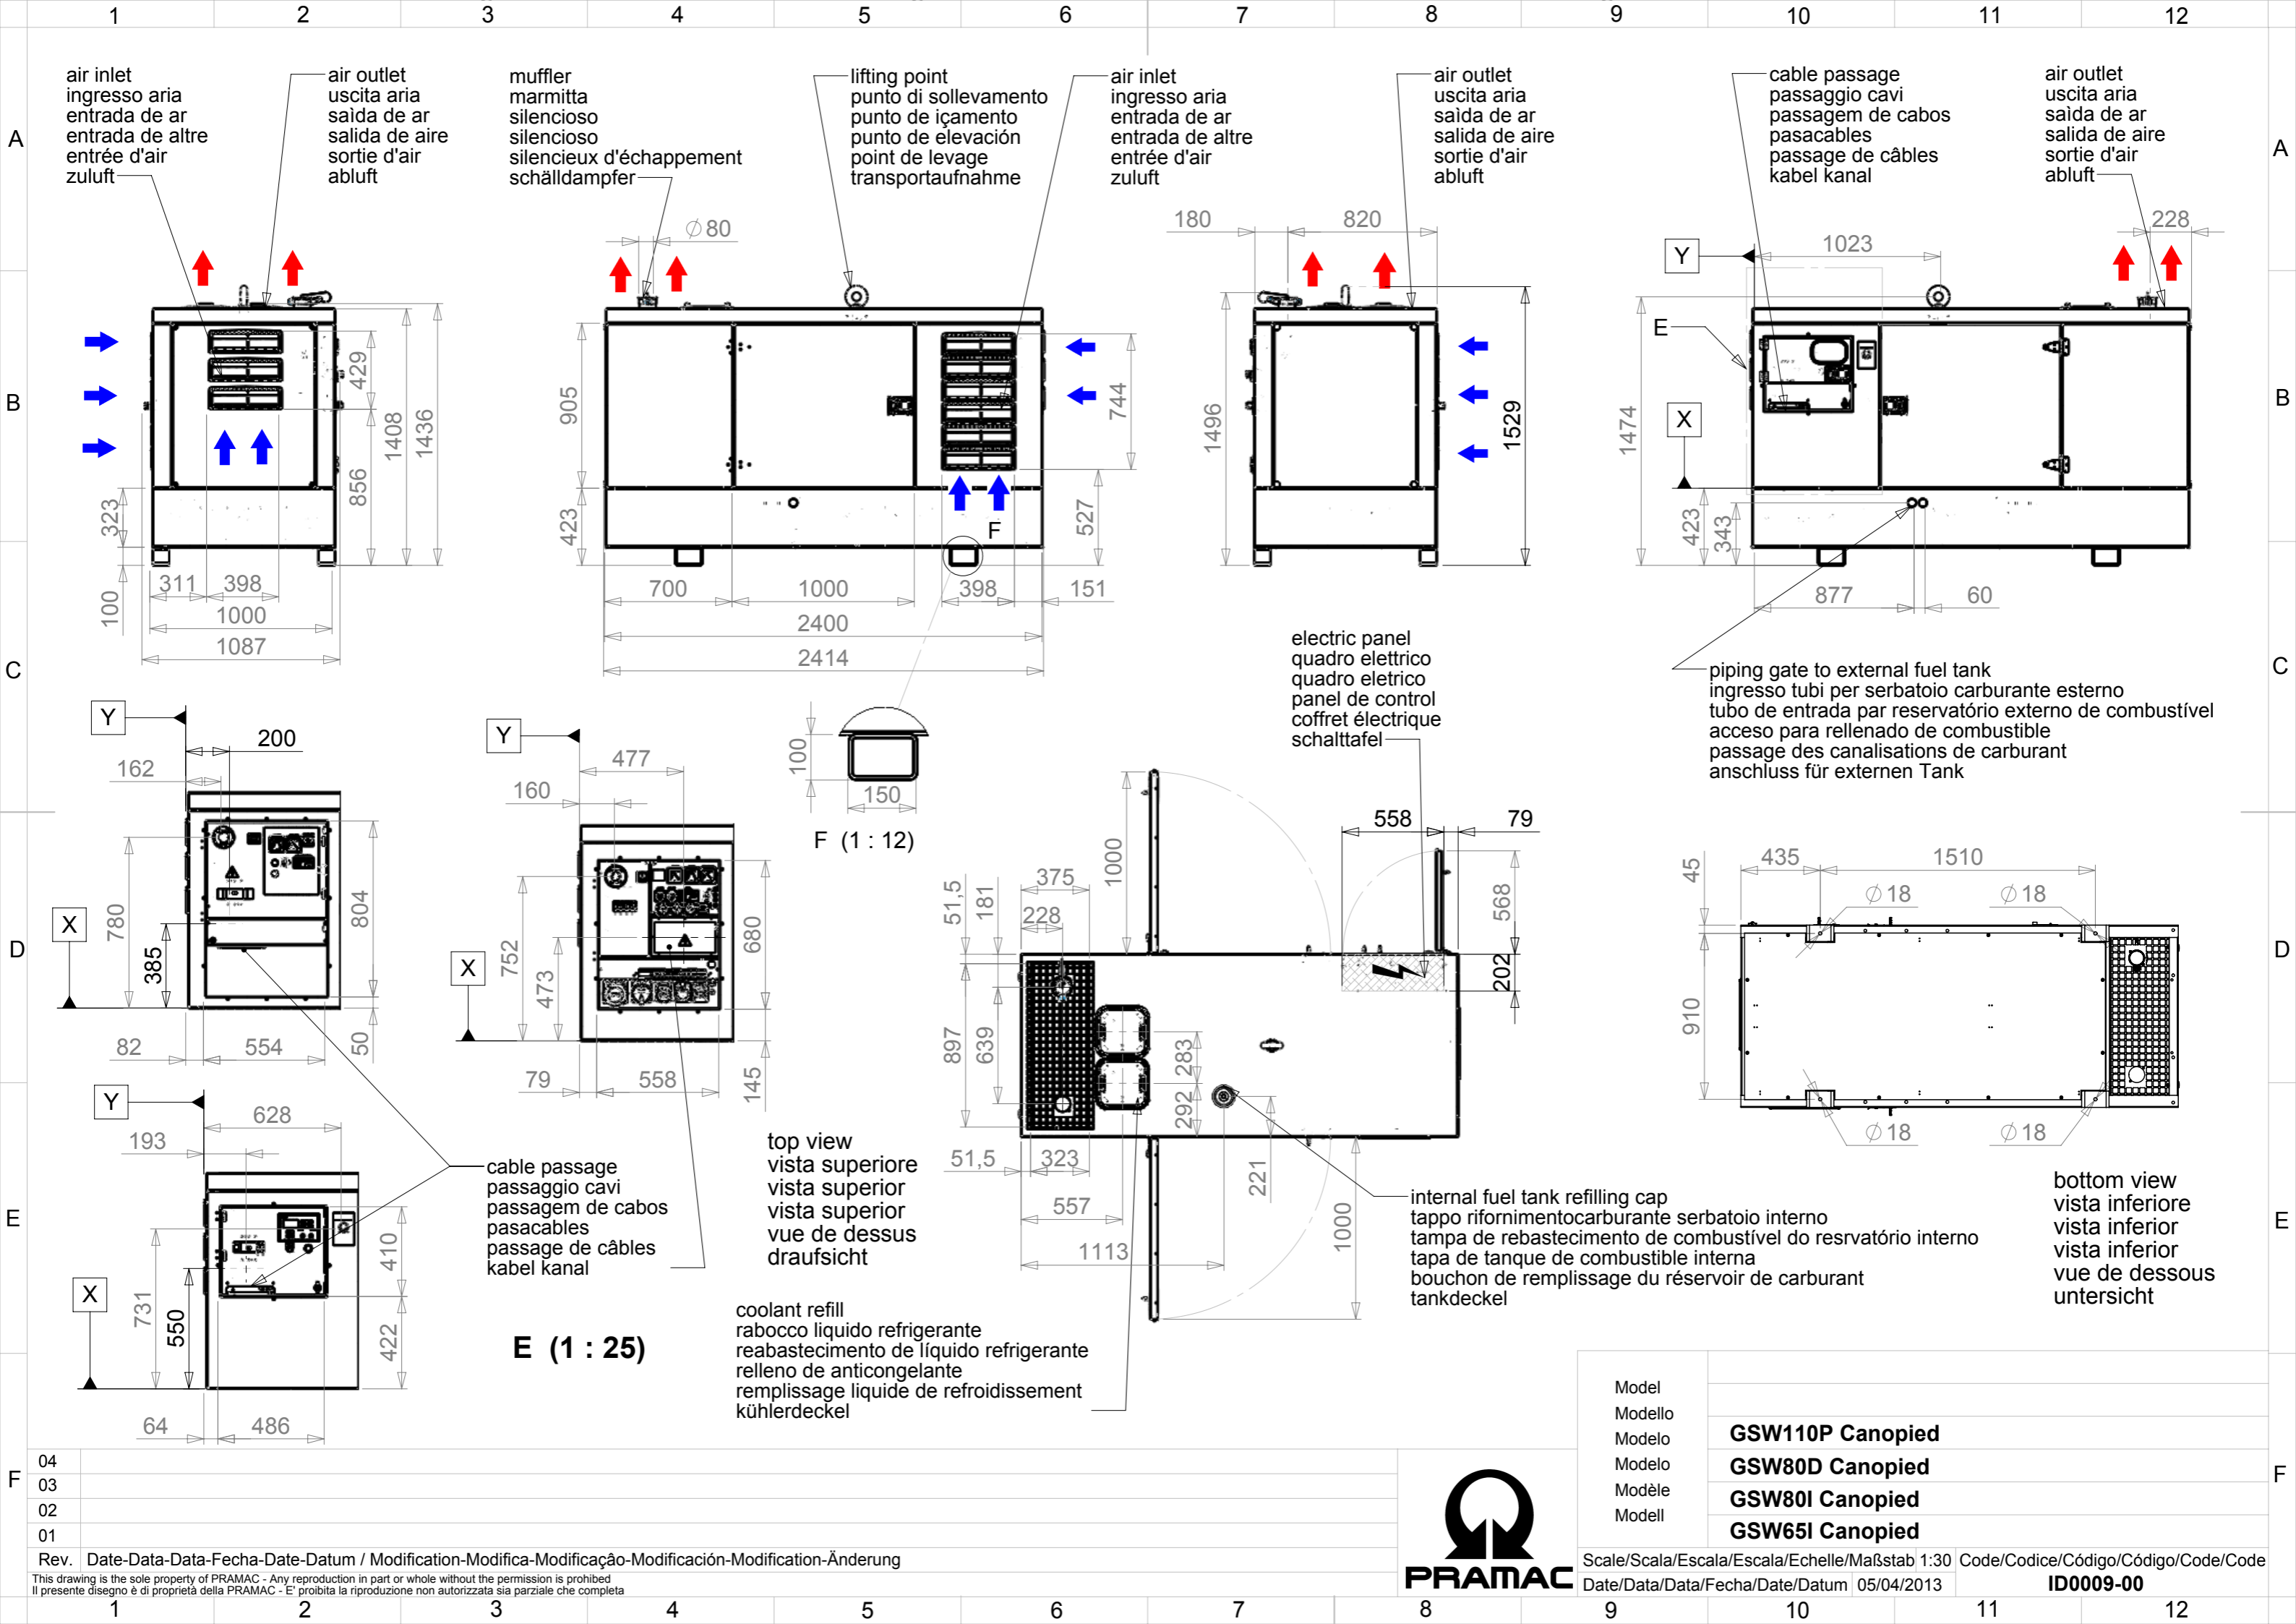 1 2 3 4 5 6 7 8 9 10 11 12
A
B
C
D
E
F
A
B
C
D
E
F
air inlet
ingresso aria
entrada de ar
entrada de altre
entrée d'air
zuluft
air outlet
uscita aria
saìda de ar
salida de aire
sortie d'air
abluft
muffler
marmitta
silencioso
silencioso
silencieux d'échappement
schälldampfer
lifting point
punto di sollevamento
punto de içamento
punto de elevación
point de levage
transportaufnahme
air inlet
ingresso aria
entrada de ar
entrada de altre
entrée d'air
zuluft
air outlet
uscita aria
saìda de ar
salida de aire
sortie d'air
abluft
cable passage
passaggio cavi
passagem de cabos
pasacables
passage de câbles
kabel kanal
air outlet
uscita aria
saìda de ar
salida de aire
sortie d'air
abluft
429
1408
1436
856
323
100
311
398
1000
1087
∅ 80
905
423
744
527
F
700
1000
398
151
2400
2414
180
820
1496
1529
Y
1023
228
E
X
1474
423
343
877
60
piping gate to external fuel tank
ingresso tubi per serbatoio carburante esterno
tubo de entrada par reservatório externo de combustível
acceso para rellenado de combustible
passage des canalisations de carburant
anschluss für externen Tank
Y
200
162
X
780
385
804
82
554
50
Y
477
160
X
752
473
680
79
558
145
100
150
F (1 : 12)
electric panel
quadro elettrico
quadro eletrico
panel de control
coffret électrique
schalttafel
558
79
1000
568
375
51,5
181
228
202
897
639
283
292
51,5
323
221
557
1113
1000
45
435
1510
∅ 18
∅ 18
910
∅ 18
∅ 18
Y
628
193
X
731
550
410
422
64
486
cable passage
passaggio cavi
passagem de cabos
pasacables
passage de câbles
kabel kanal
E (1 : 25)
top view
vista superiore
vista superior
vista superior
vue de dessus
draufsicht
coolant refill
rabocco liquido refrigerante
reabastecimento de líquido refrigerante
relleno de anticongelante
remplissage liquide de refroidissement
kühlerdeckel
internal fuel tank refilling cap
tappo rifornimentocarburante serbatoio interno
tampa de rebastecimento de combustível do resrvatório interno
tapa de tanque de combustible interna
bouchon de remplissage du réservoir de carburant
tankdeckel
bottom view
vista inferiore
vista inferior
vista inferior
vue de dessous
untersicht
04
03
02
01
Rev. Date-Data-Data-Fecha-Date-Datum / Modification-Modifica-Modificação-Modificación-Modification-Änderung
This drawing is the sole property of PRAMAC - Any reproduction in part or whole without the permission is prohibed
Il presente disegno è di proprietà della PRAMAC - E' proibita la riproduzione non autorizzata sia parziale che completa
PRAMAC
Model
Modello
Modelo
Modelo
Modèle
Modell
GSW110P Canopied
GSW80D Canopied
GSW80I Canopied
GSW65I Canopied
Scale/Scala/Escala/Escala/Echelle/Maßstab 1:30
Date/Data/Data/Fecha/Date/Datum 05/04/2013
Code/Codice/Código/Código/Code/Code
ID0009-00
1 2 3 4 5 6 7 8 9 10 11 12